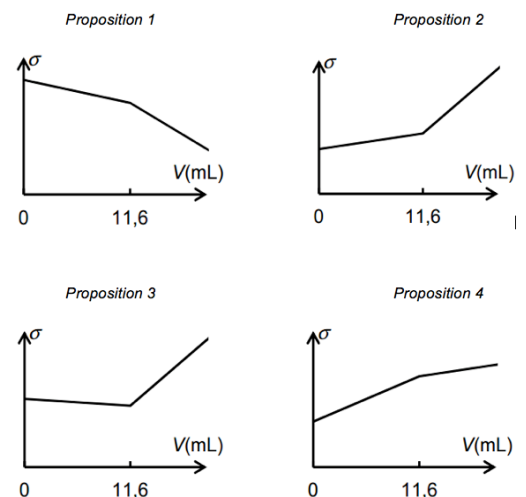 Proposition 1
Proposition 2
σ
V(mL)
0
11,6
σ
V(mL)
0
11,6
Proposition 3
Proposition 4
σ
V(mL)
0
11,6
σ
V(mL)
0
11,6